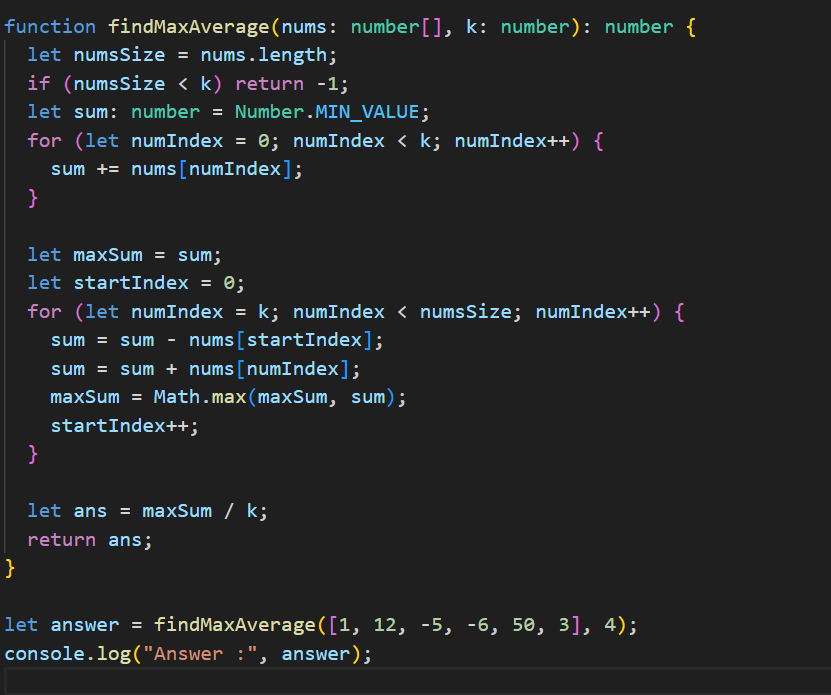 function findMaxAverage(nums: number[], k: number): number {
  let numsSize = nums.length;
  if (numsSize < k) return -1;
  let sum: number = Number.MIN_VALUE;
  for (let numIndex = 0; numIndex < k; numIndex++) {
    sum += nums[numIndex];
  }

  let maxSum = sum;
  let startIndex = 0;
  for (let numIndex = k; numIndex < numsSize; numIndex++) {
    sum = sum - nums[startIndex];
    sum = sum + nums[numIndex];
    maxSum = Math.max(maxSum, sum);
    startIndex++;
  }

  let ans = maxSum / k;
  return ans;
}

let answer = findMaxAverage([1, 12, -5, -6, 50, 3], 4);
console.log("Answer :", answer);